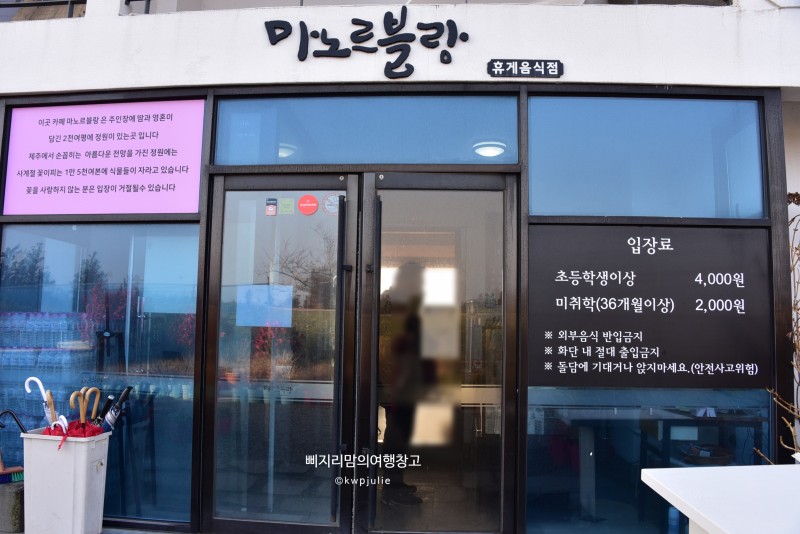 마노르블랑
휴게음식점
이곳 카페 마노르블랑 은 주인장에 땀과 영혼이
담긴 2천여평에 정원이 있는곳 입니다
제주에서 손꼽히는 아름다운 전망을 가진 정원에는
사계절 꽃이피는 1만 5천여본에 식물들이 자라고 있습니다
꽃을 사랑하지 않는 분은 입장이 거절될수 있습니다
입장료
초등학생이상 4,000원
미취학(36개월이상) 2,000원
※ 외부음식 반입금지
※ 화단 내 절대 출입금지
※ 돌담에 기대거나 앉지마세요.(안전사고위험)
삐지리맘의여행창고
©kwpjulie